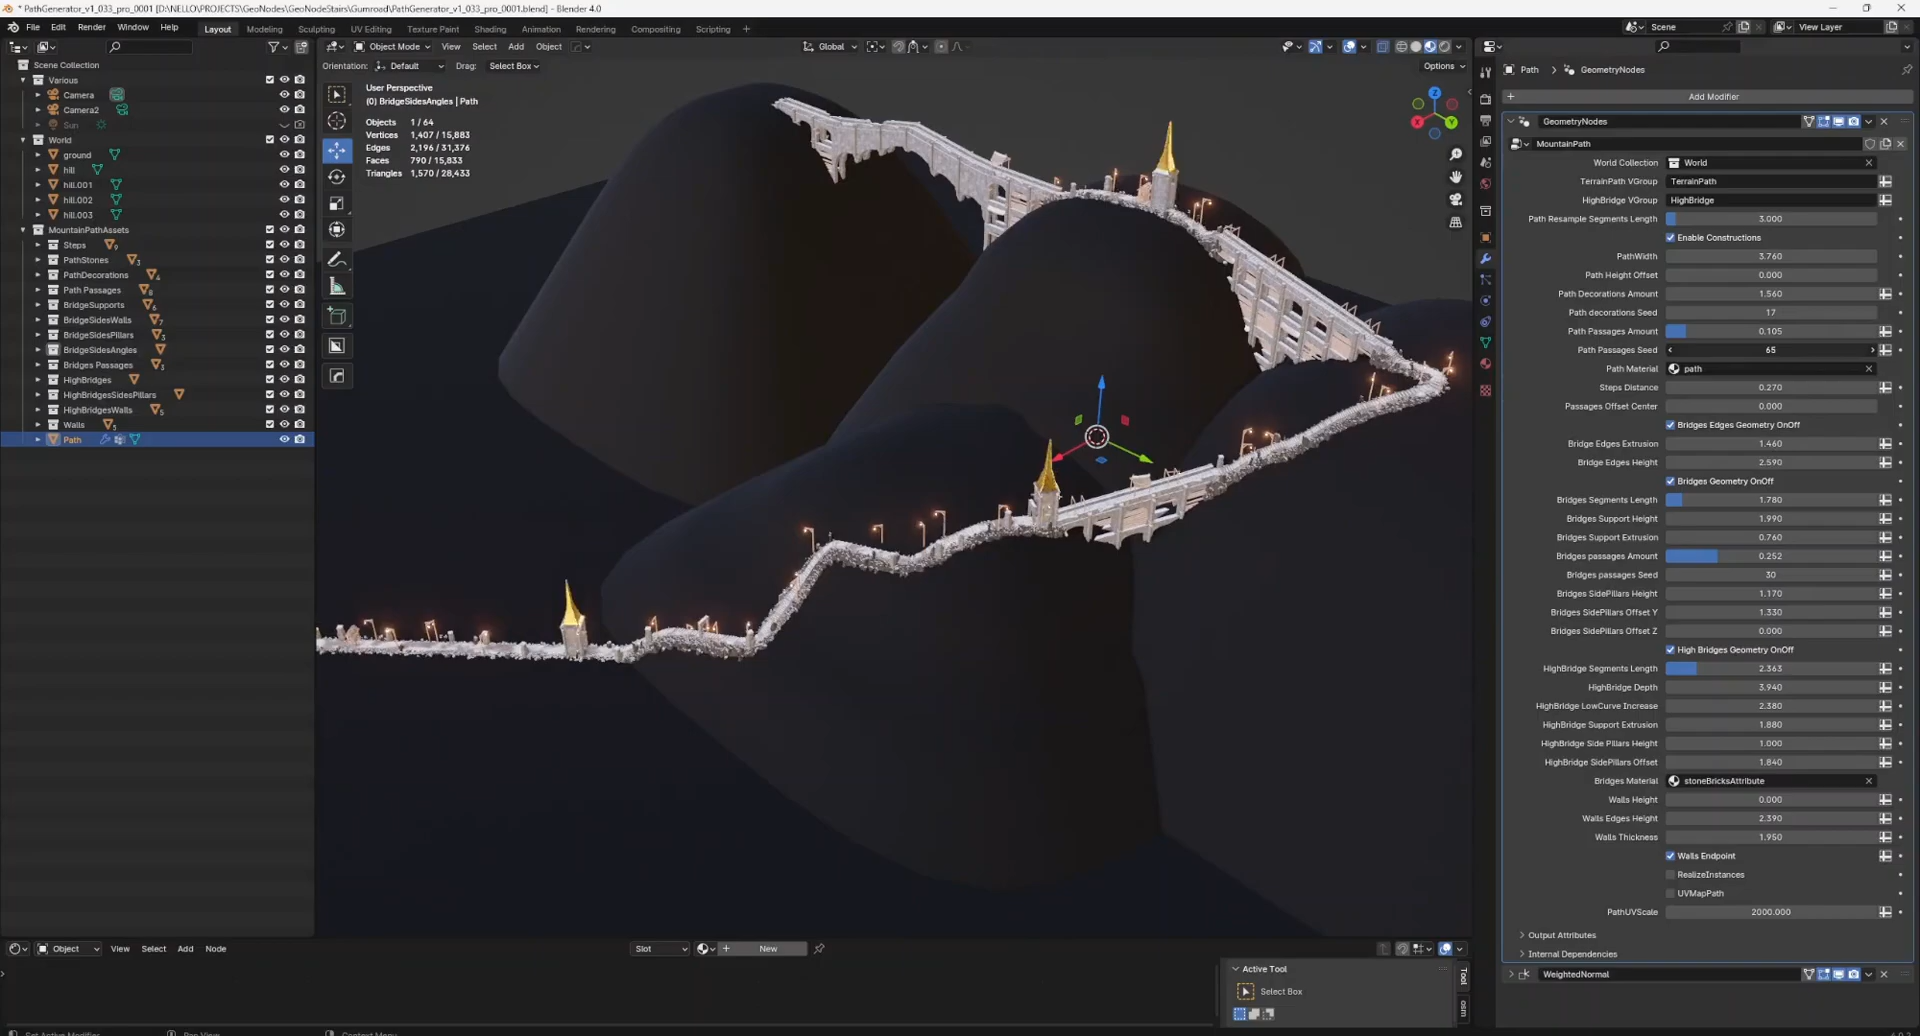 * PathGenerator_v1_033_pro_0001 [D:\NELLO\PROJECTS\GeoNodes\GeoNodeStairs\Gumroad\PathGenerator_v1_033_pro_0001.blend] - Blender 4.0
File Edit Render Window Help Layout Modeling Sculpting UV Editing Texture Paint Shading Animation Rendering Compositing Scripting + Scene View Layer
Object Mode View Select Add Object Global
Orientation: Default Drag: Select Box Options
Scene Collection
Various
Camera
Camera2
Sun
World
ground
hill
hill.001
hill.002
hill.003
MountainPathAssets
Steps
PathStones
PathDecorations
Path Passages
BridgeSupports
BridgeSidesWalls
BridgeSidesPillars
BridgeSidesAngles
Bridges Passages
HighBridges
HighBridgesSidesPillars
HighBridgesWalls
Walls
Path
User Perspective
(0) BridgeSidesAngles | Path
Objects 1 / 64
Vertices 1,407 / 15,883
Edges 2,196 / 31,376
Faces 790 / 15,833
Triangles 1,570 / 28,433
Z
X
Y
Path > GeometryNodes
Add Modifier
GeometryNodes
MountainPath
World Collection World
TerrainPath VGroup TerrainPath
HighBridge VGroup HighBridge
Path Resample Segments Length 3.000
Enable Constructions
PathWidth 3.760
Path Height Offset 0.000
Path Decorations Amount 1.560
Path decorations Seed 17
Path Passages Amount 0.105
Path Passages Seed 65
Path Material path
Steps Distance 0.270
Passages Offset Center 0.000
Bridges Edges Geometry OnOff
Bridge Edges Extrusion 1.460
Bridge Edges Height 2.590
Bridges Geometry OnOff
Bridges Segments Length 1.780
Bridges Support Height 1.990
Bridges Support Extrusion 0.760
Bridges passages Amount 0.252
Bridges passages Seed 30
Bridges SidePillars Height 1.170
Bridges SidePillars Offset Y 1.330
Bridges SidePillars Offset Z 0.000
High Bridges Geometry OnOff
HighBridge Segments Length 2.363
HighBridge Depth 3.940
HighBridge LowCurve Increase 2.380
HighBridge Support Extrusion 1.880
HighBridge Side Pillars Height 1.000
HighBridge SidePillars Offset 1.840
Bridges Material stoneBricksAttribute
Walls Height 0.000
Walls Edges Height 2.390
Walls Thickness 1.950
Walls Endpoint
RealizeInstances
UVMapPath
PathUVScale 2000.000
Output Attributes
Internal Dependencies
WeightedNormal
Object View Select Add Node Slot New
Active Tool
Select Box
Tool